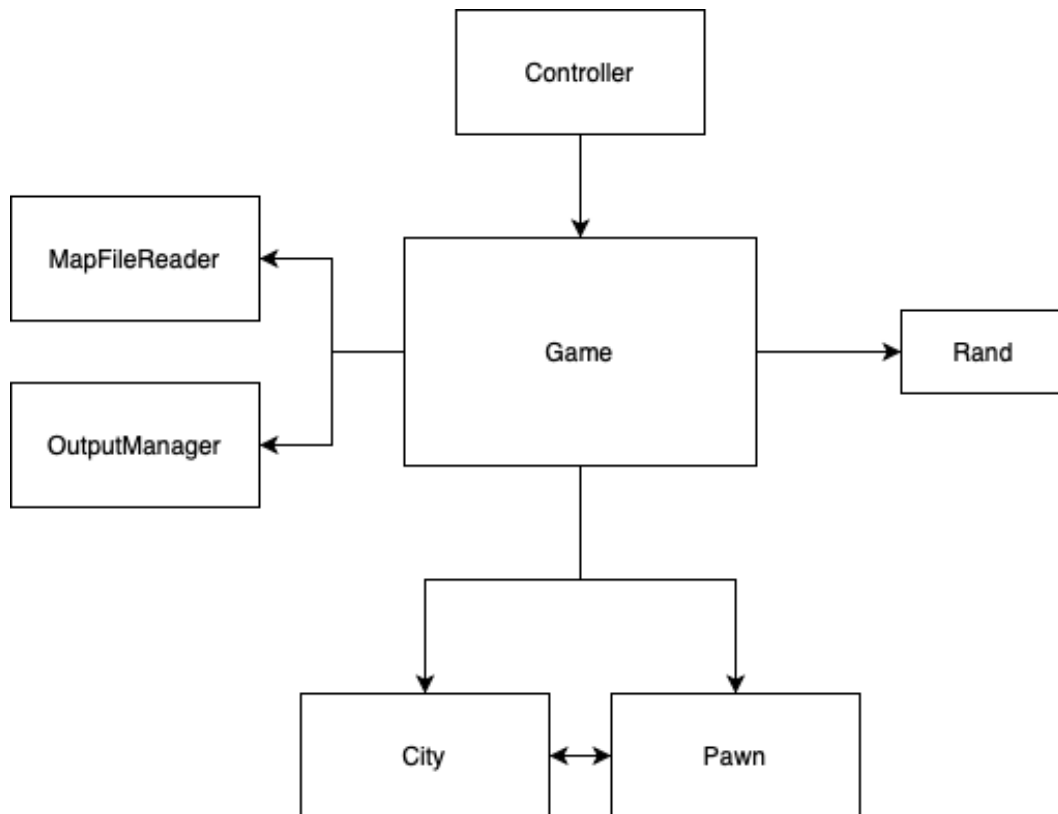 Controller
MapFileReader
Game
Rand
OutputManager
City
Pawn